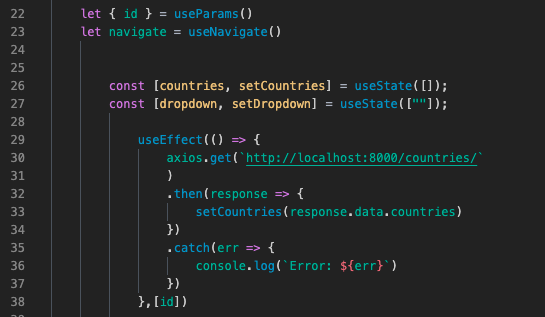 22 let { id } = useParams()
23 let navigate = useNavigate()
24
25
26 const [countries, setCountries] = useState([]);
27 const [dropdown, setDropdown] = useState([""]);
28
29 useEffect(() => {
30 axios.get(`http://localhost:8000/countries/`
31 )
32 .then(response => {
33 setCountries(response.data.countries)
34 })
35 .catch(err => {
36 console.log(`Error: ${err}`)
37 })
38 },[id])